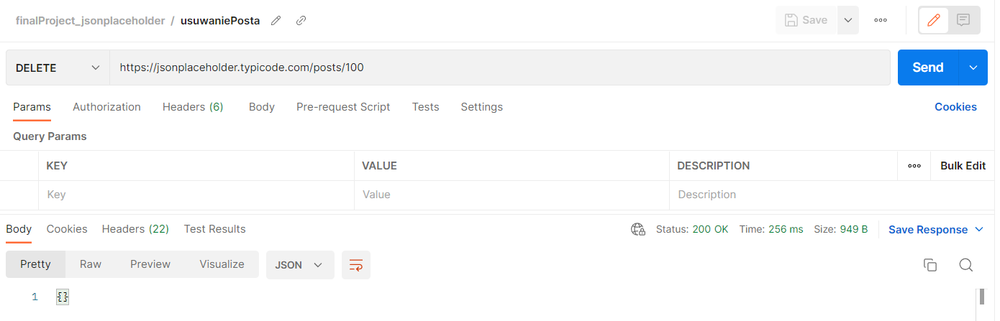 finalProject_jsonplaceholder / usuwaniePosta Save
DELETE https://jsonplaceholder.typicode.com/posts/100 Send
Params Authorization Headers (6) Body Pre-request Script Tests Settings Cookies
Query Params
KEY VALUE DESCRIPTION Bulk Edit
Key Value Description
Body Cookies Headers (22) Test Results Status: 200 OK Time: 256 ms Size: 949 B Save Response
Pretty Raw Preview Visualize JSON
1 {}